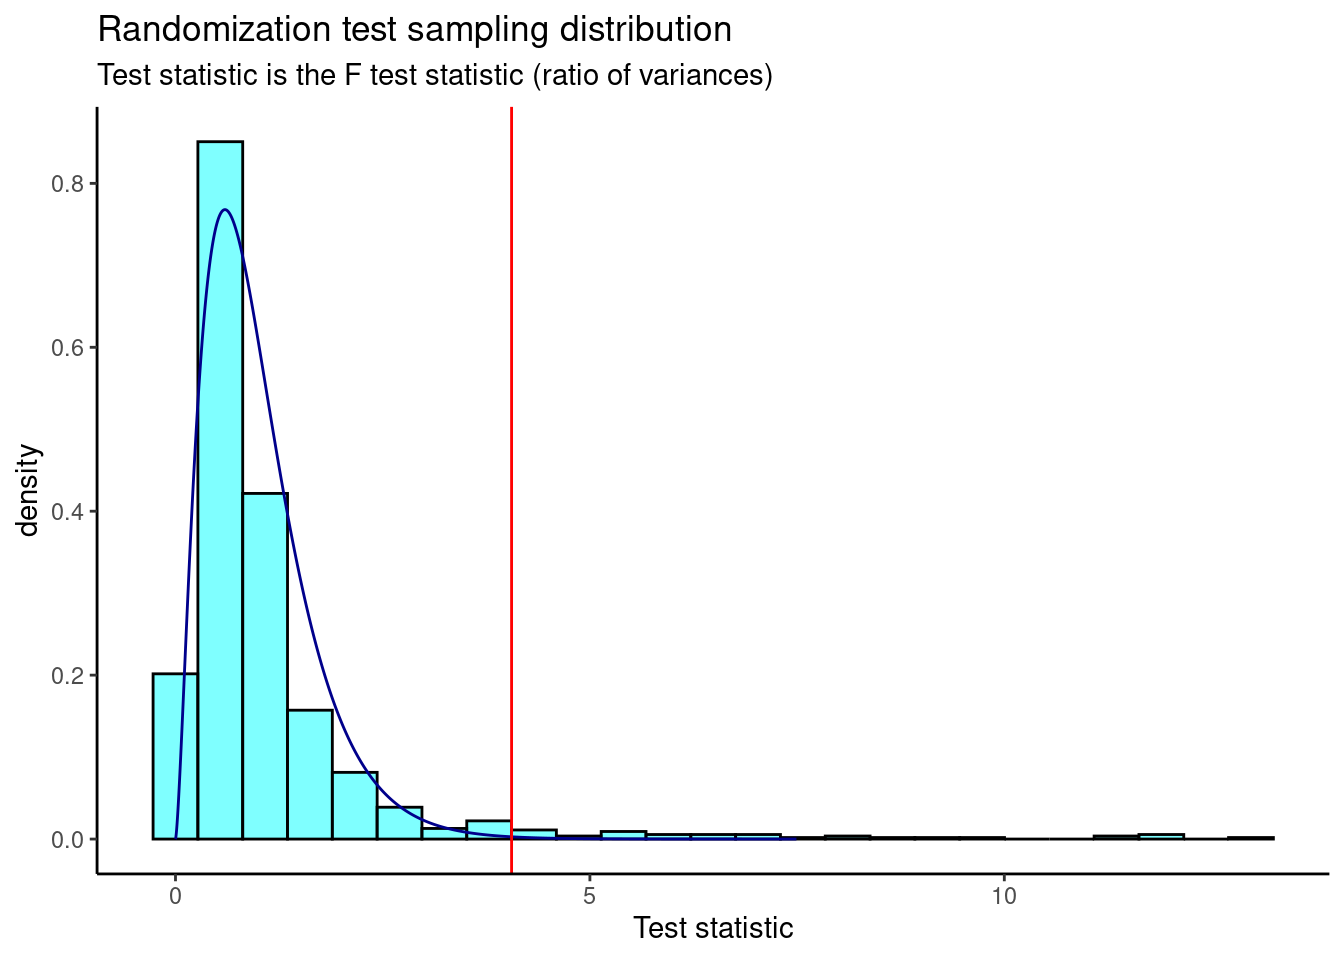 Randomization test sampling distribution
Test statistic is the F test statistic (ratio of variances)
density
0.8
0.6
0.4
0.2
0.0
0
5
10
Test statistic